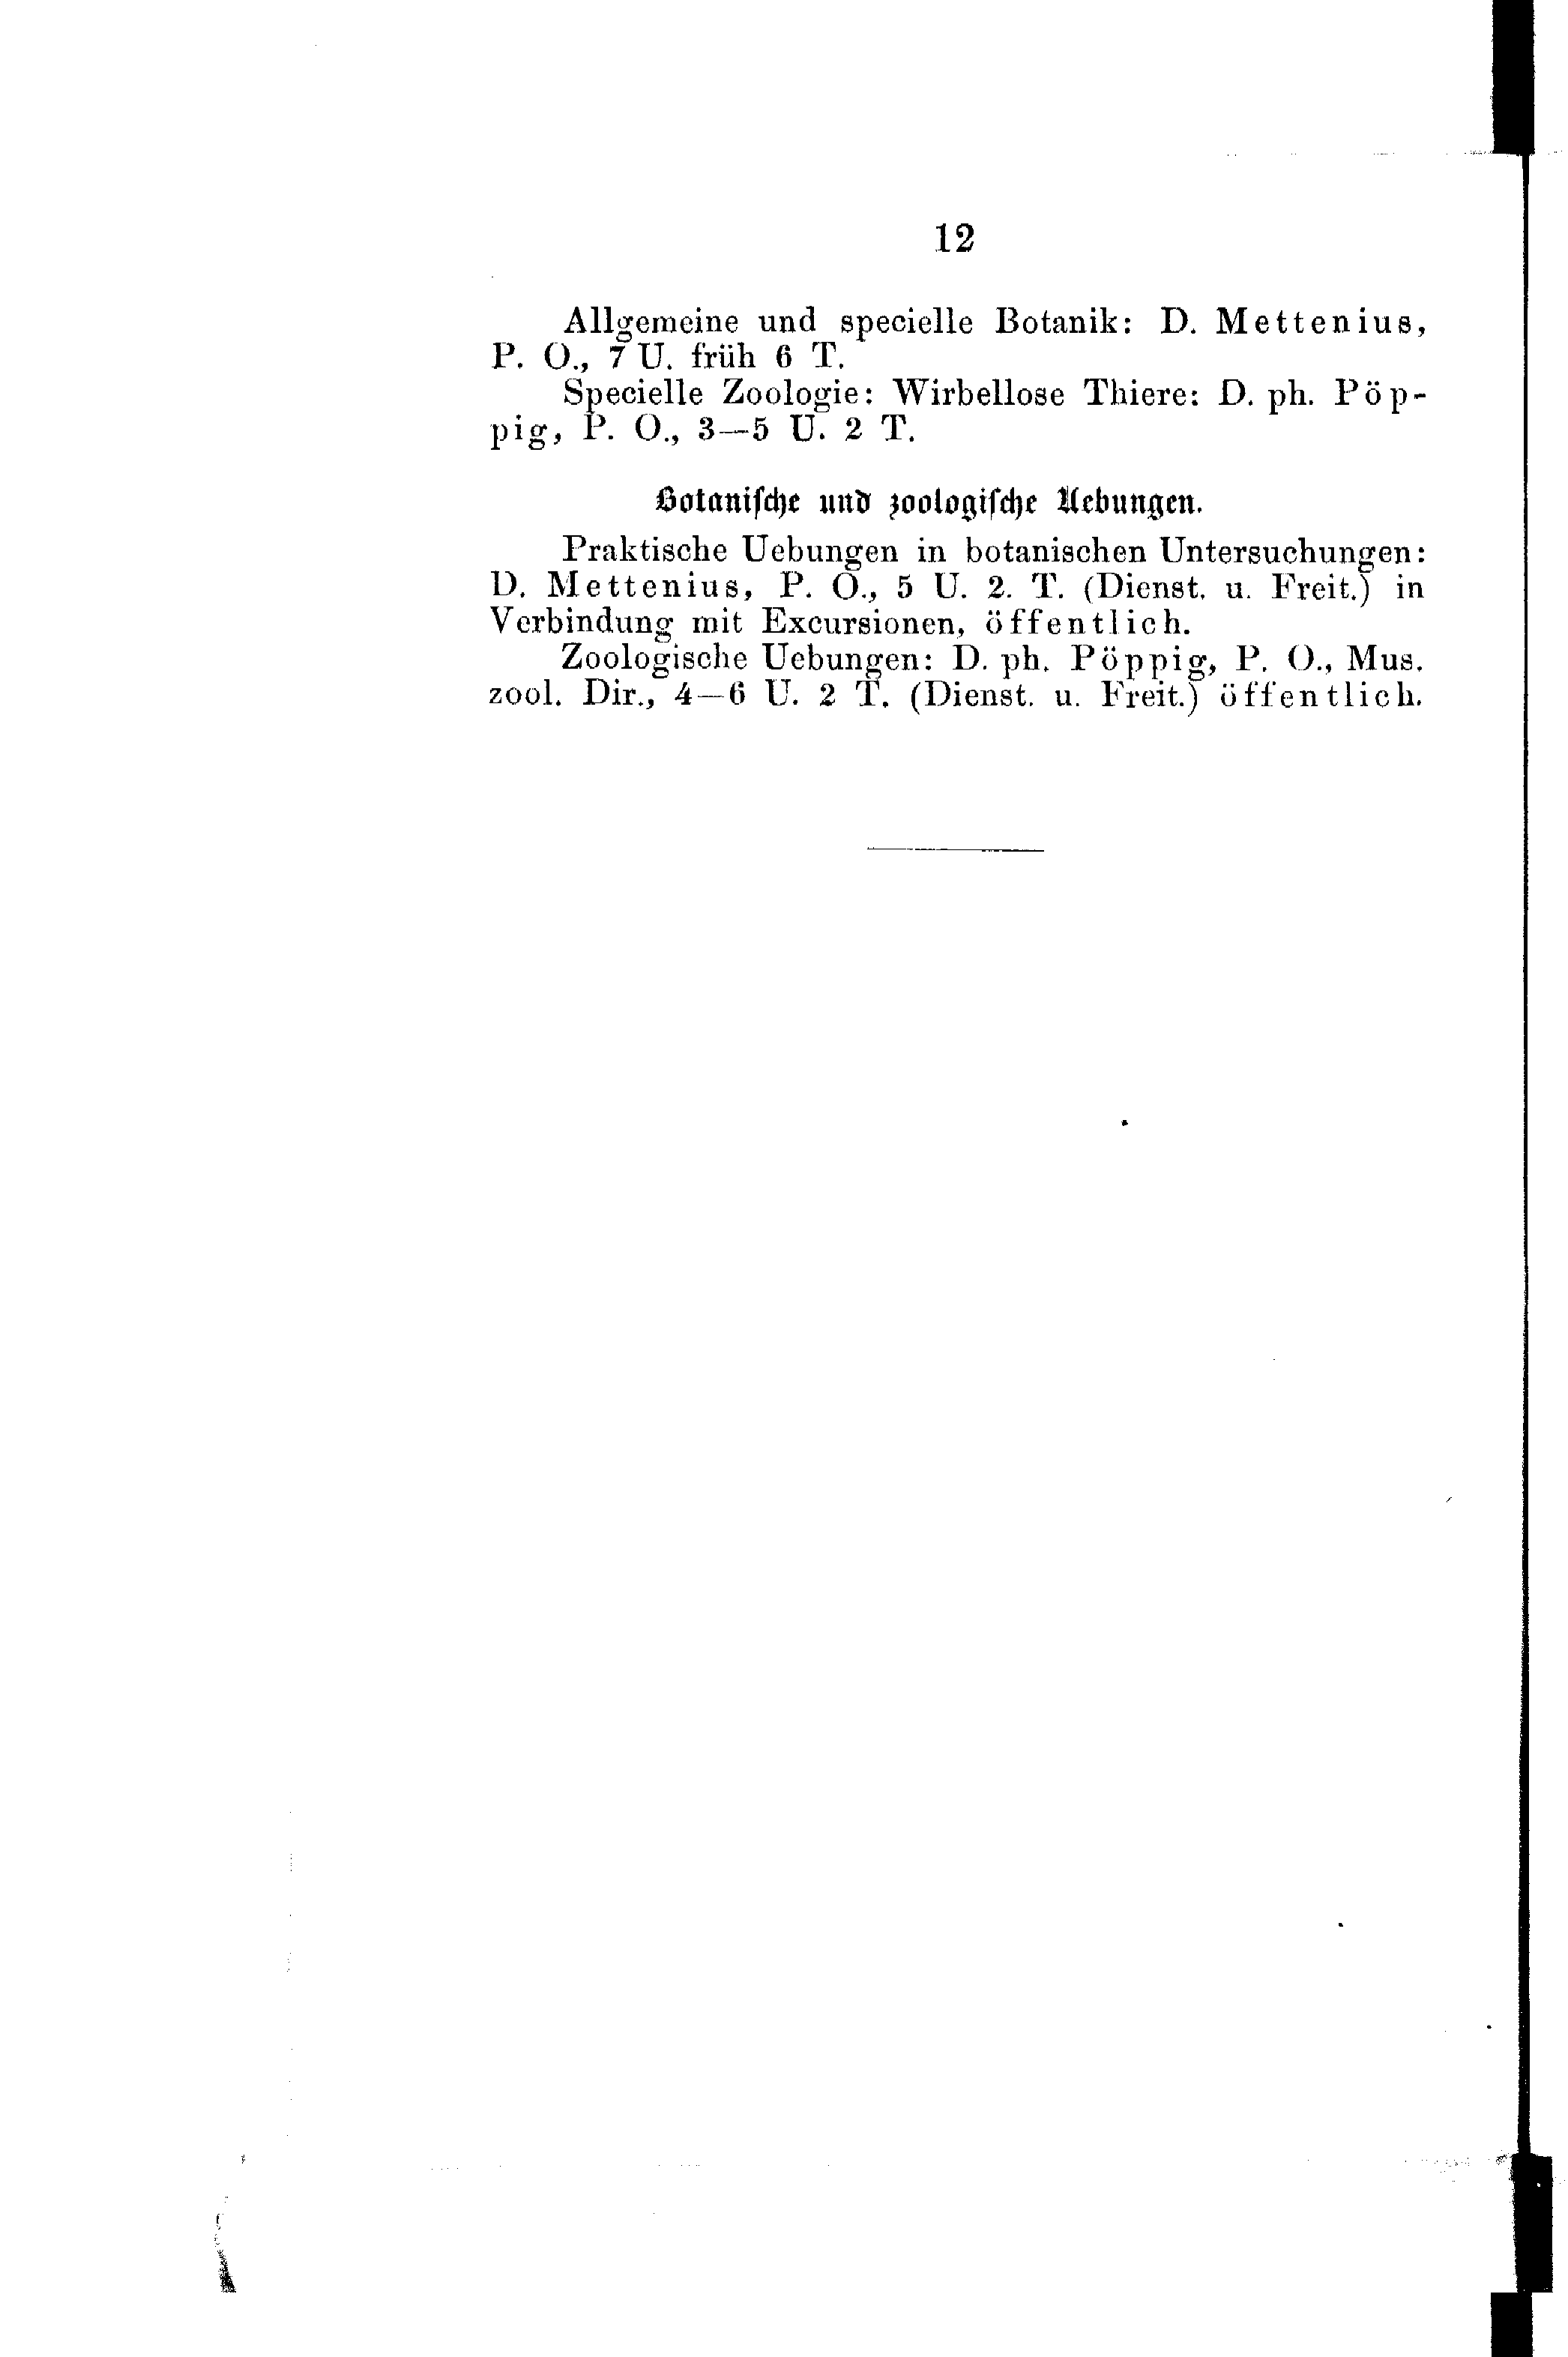 12
Allgemeine und specielle Botanik: D. Mettenius,
P. O., 7 U. früh 6 T.
Specielle Zoologie: Wirbellose Thiere: D. ph. Pöp-
pig, P. O., 3—5 U. 2 T.
Botaniſche und zoologiſche Uebungen.
Praktische Uebungen in botanischen Untersuchungen:
D. Mettenius, P. O., 5 U. 2. T. (Dienst. u. Freit.) in
Verbindung mit Excursionen, öffentlich.
Zoologische Uebungen: D. ph. Pöppig, P. O., Mus.
zool. Dir., 4—6 U. 2 T. (Dienst. u. Freit.) öffentlich.